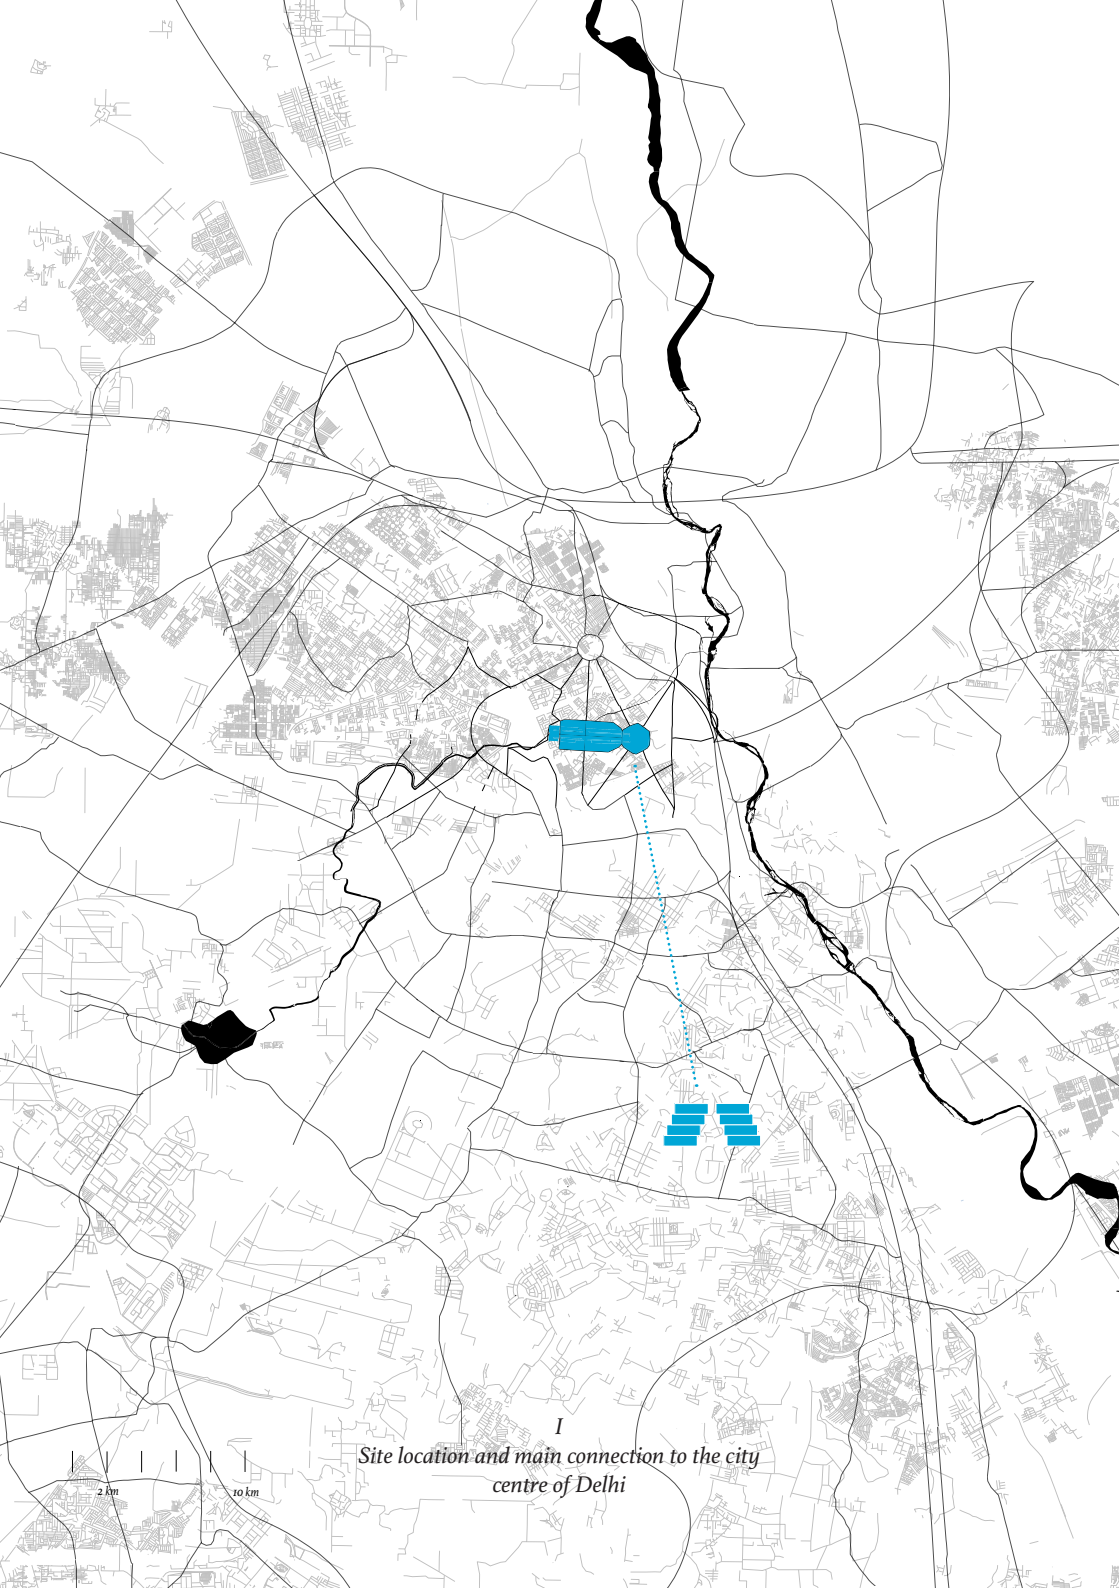 I
Site location and main connection to the city
centre of Delhi
2 km
10 km